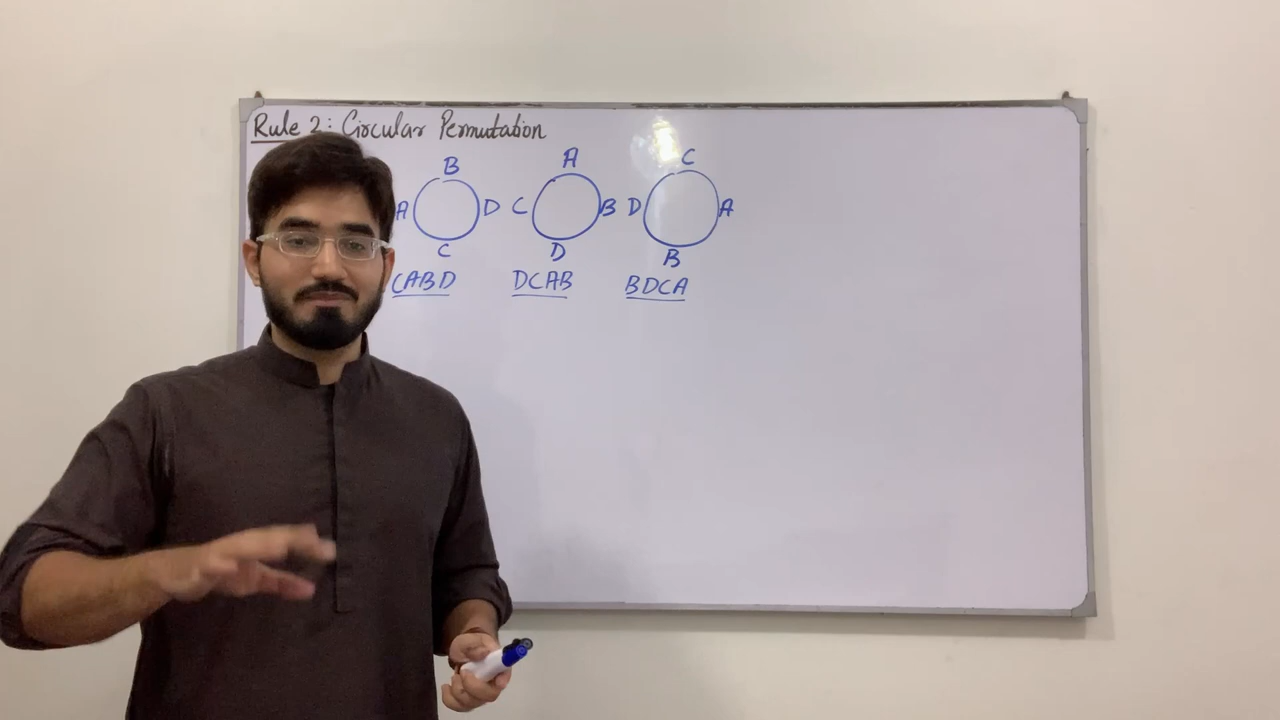 Rule 2: Circular Permutation
B A C
A D C B D A
C D B
CABD DCAB BDCA